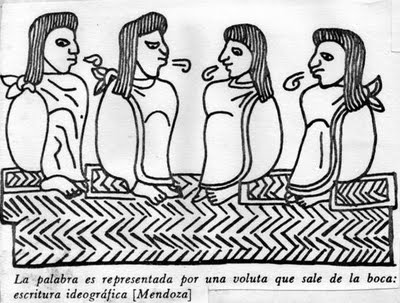 La palabra es representada por una voluta que sale de la boca:
escritura ideográfica [Mendoza]